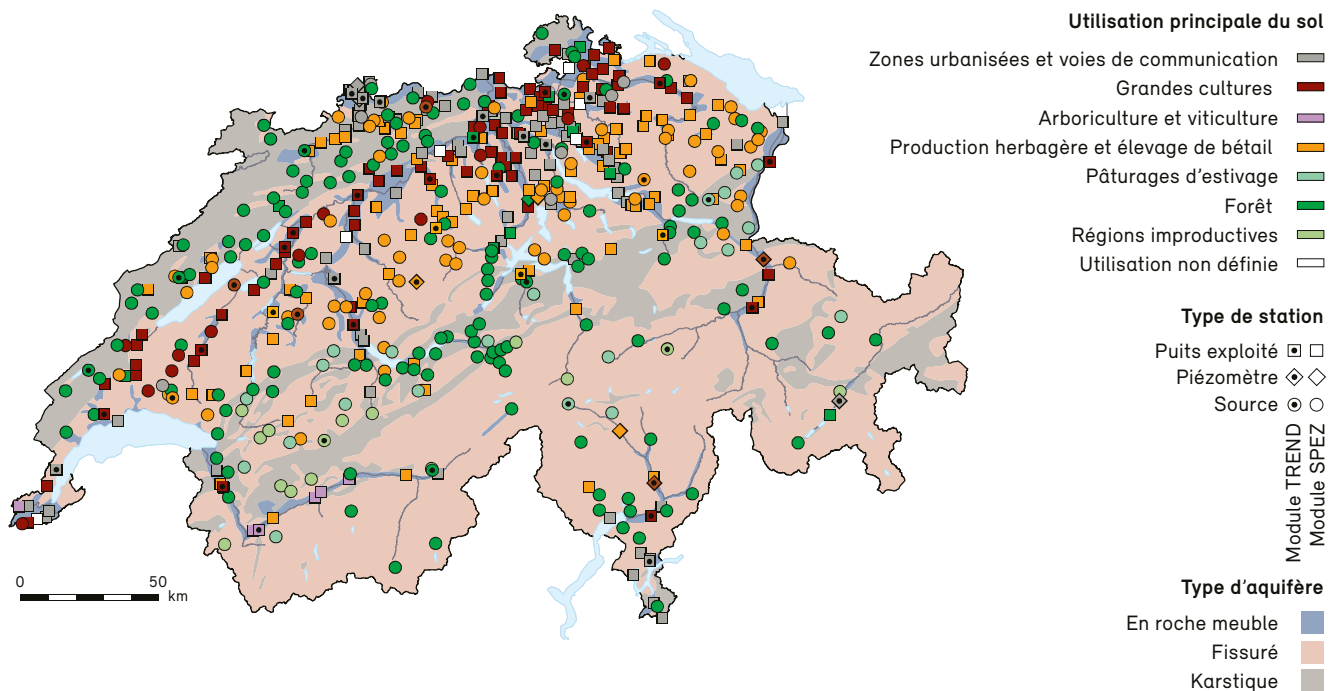 Utilisation principale du sol
Zones urbanisées et voies de communication
Grandes cultures
Arboriculture et viticulture
Production herbagère et élevage de bétail
Pâturages d'estivage
Forêt
Régions improductives
Utilisation non définie
Type de station
Puits exploité
Piézomètre
Source
Module TREND
Module SPEZ
Type d'aquifère
En roche meuble
Fissuré
Karstique
0 50
km